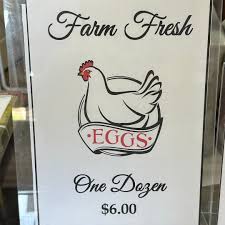 Farm Fresh
·EGGS·
One Dozen
$6.00